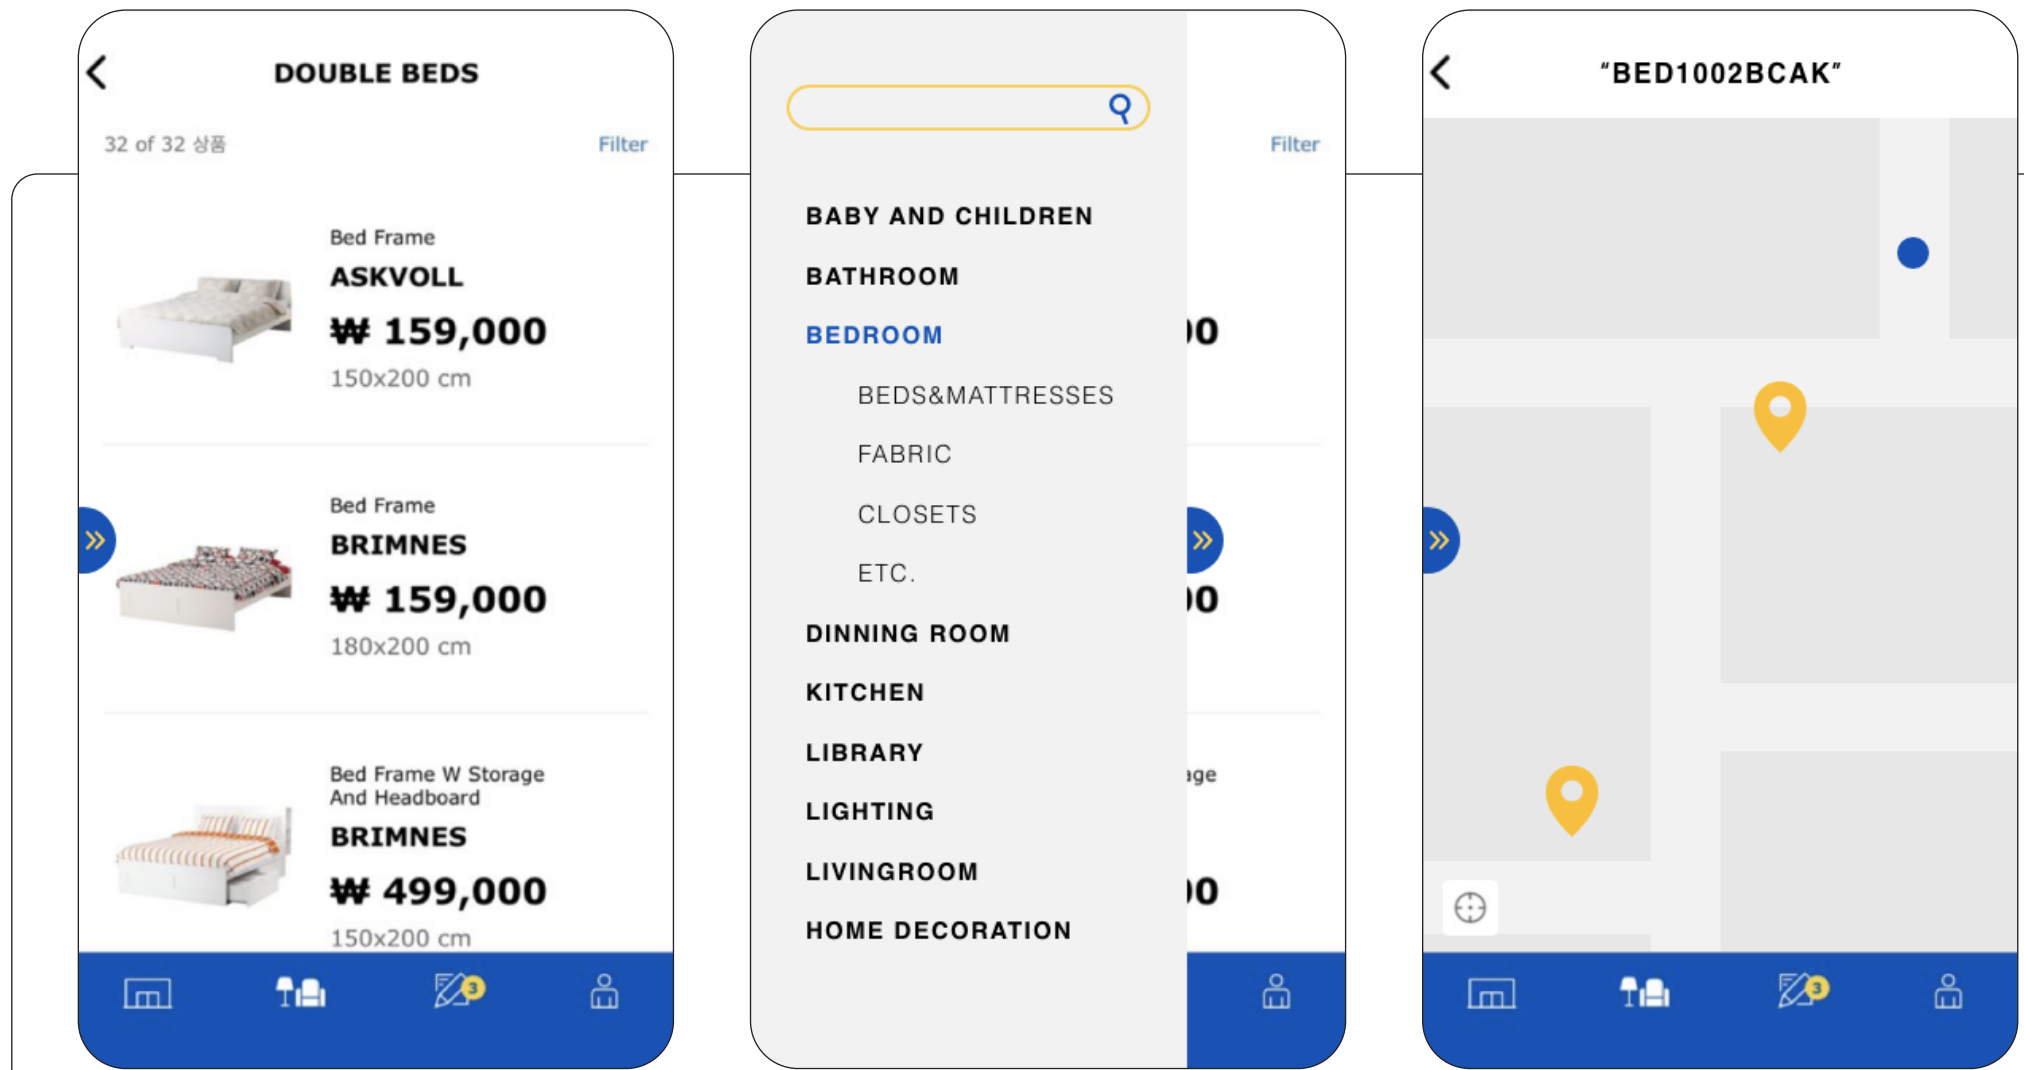 DOUBLE BEDS
32 of 32 상품
Filter
Bed Frame
ASKVOLL
₩ 159,000
150x200 cm
Bed Frame
BRIMNES
₩ 159,000
180x200 cm
Bed Frame W Storage
And Headboard
BRIMNES
₩ 499,000
150x200 cm
3
BABY AND CHILDREN
BATHROOM
BEDROOM
BEDS&MATTRESSES
FABRIC
CLOSETS
ETC.
DINNING ROOM
KITCHEN
LIBRARY
LIGHTING
LIVINGROOM
HOME DECORATION
Filter
"BED1002BCAK"
3